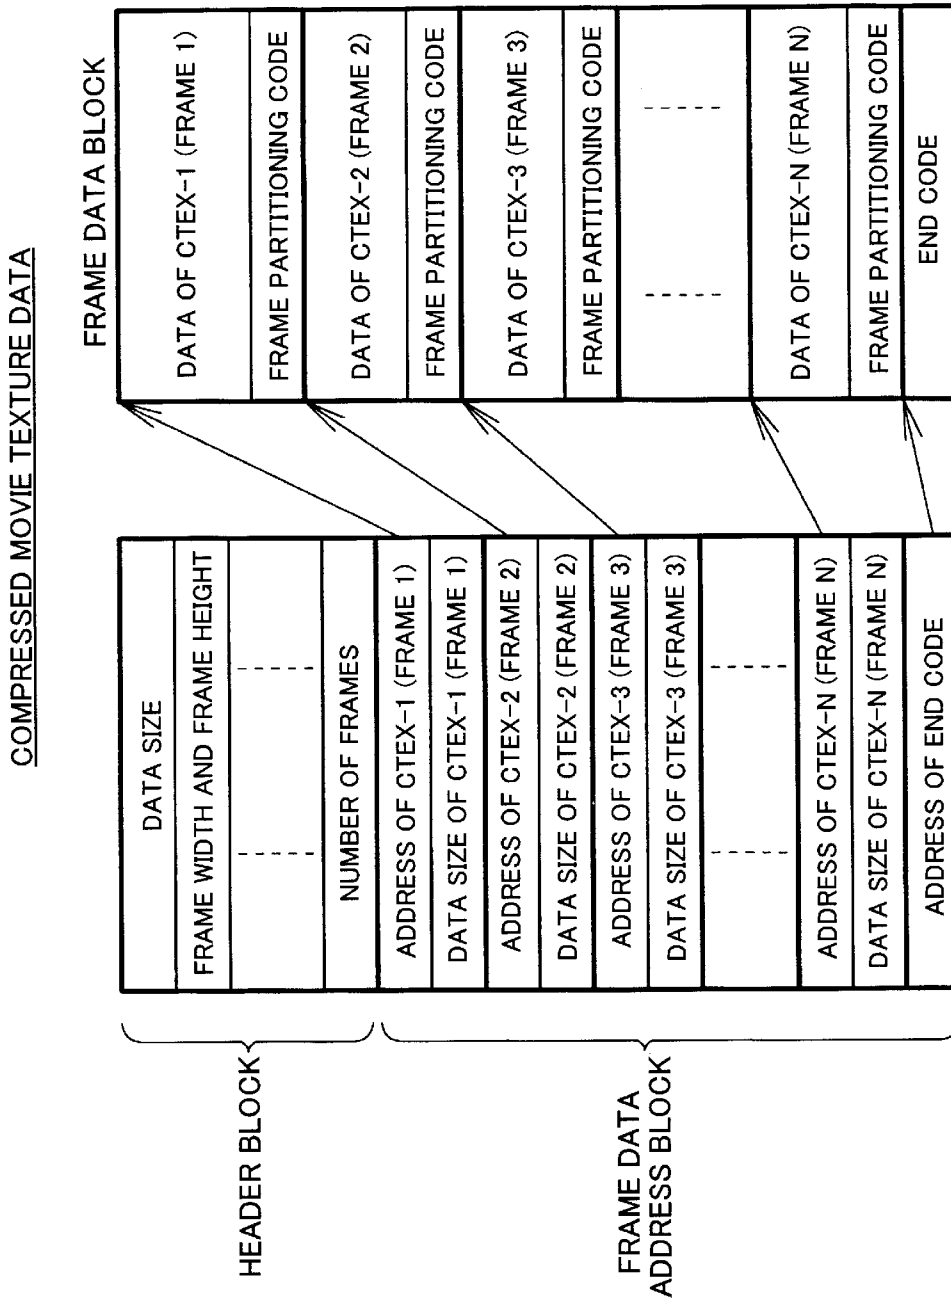 COMPRESSED MOVIE TEXTURE DATA
HEADER BLOCK
DATA SIZE
FRAME WIDTH AND FRAME HEIGHT
NUMBER OF FRAMES
FRAME DATA
ADDRESS BLOCK
ADDRESS OF CTEX-1 (FRAME 1)
DATA SIZE OF CTEX-1 (FRAME 1)
ADDRESS OF CTEX-2 (FRAME 2)
DATA SIZE OF CTEX-2 (FRAME 2)
ADDRESS OF CTEX-3 (FRAME 3)
DATA SIZE OF CTEX-3 (FRAME 3)
ADDRESS OF CTEX-N (FRAME N)
DATA SIZE OF CTEX-N (FRAME N)
ADDRESS OF END CODE
FRAME DATA BLOCK
DATA OF CTEX-1 (FRAME 1)
FRAME PARTITIONING CODE
DATA OF CTEX-2 (FRAME 2)
FRAME PARTITIONING CODE
DATA OF CTEX-3 (FRAME 3)
FRAME PARTITIONING CODE
DATA OF CTEX-N (FRAME N)
FRAME PARTITIONING CODE
END CODE